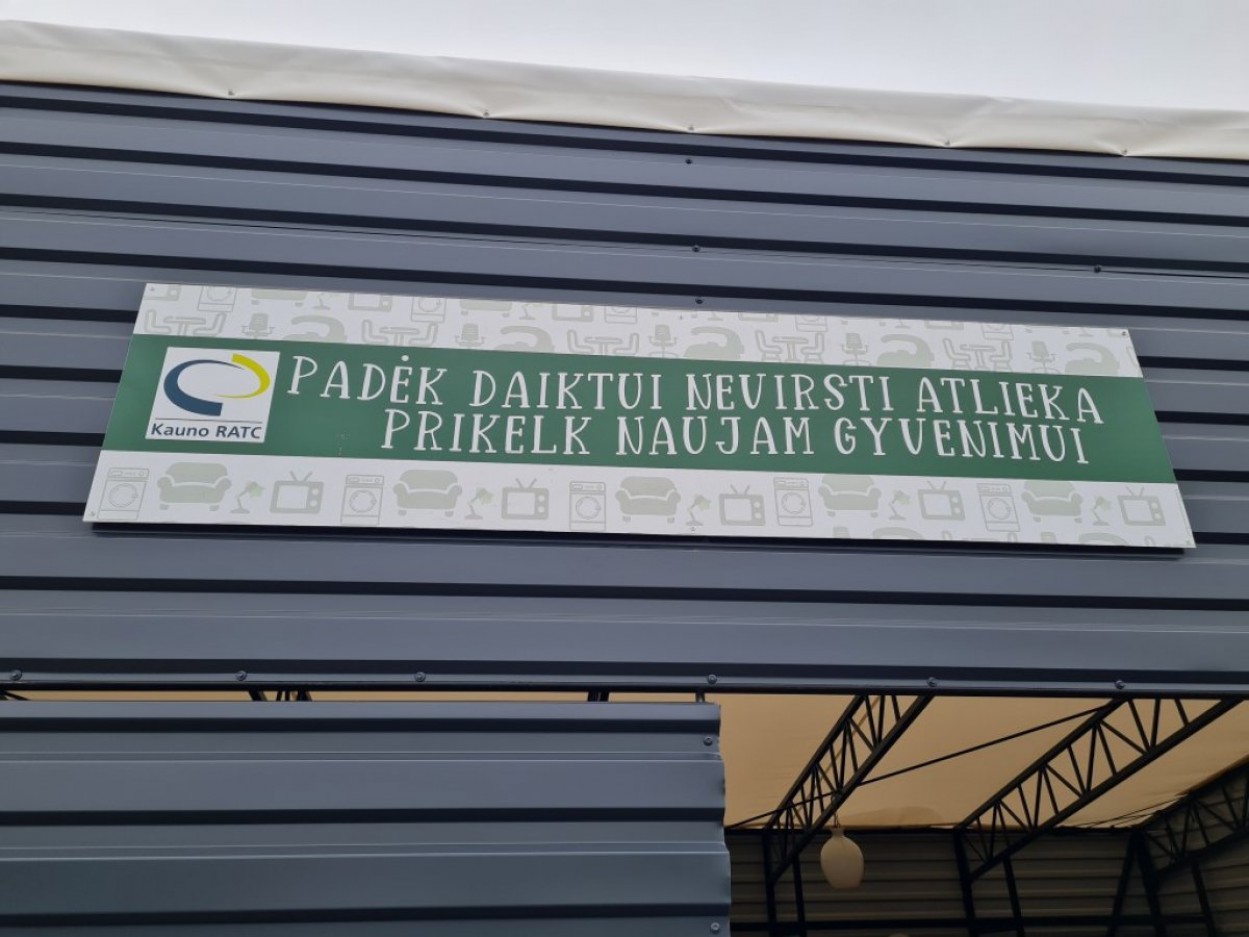 PADĖK DAIKTUI NEVIRSTI ATLIEKA
PRIKELK NAUJAM GYVENIMUI
Kauno RATC